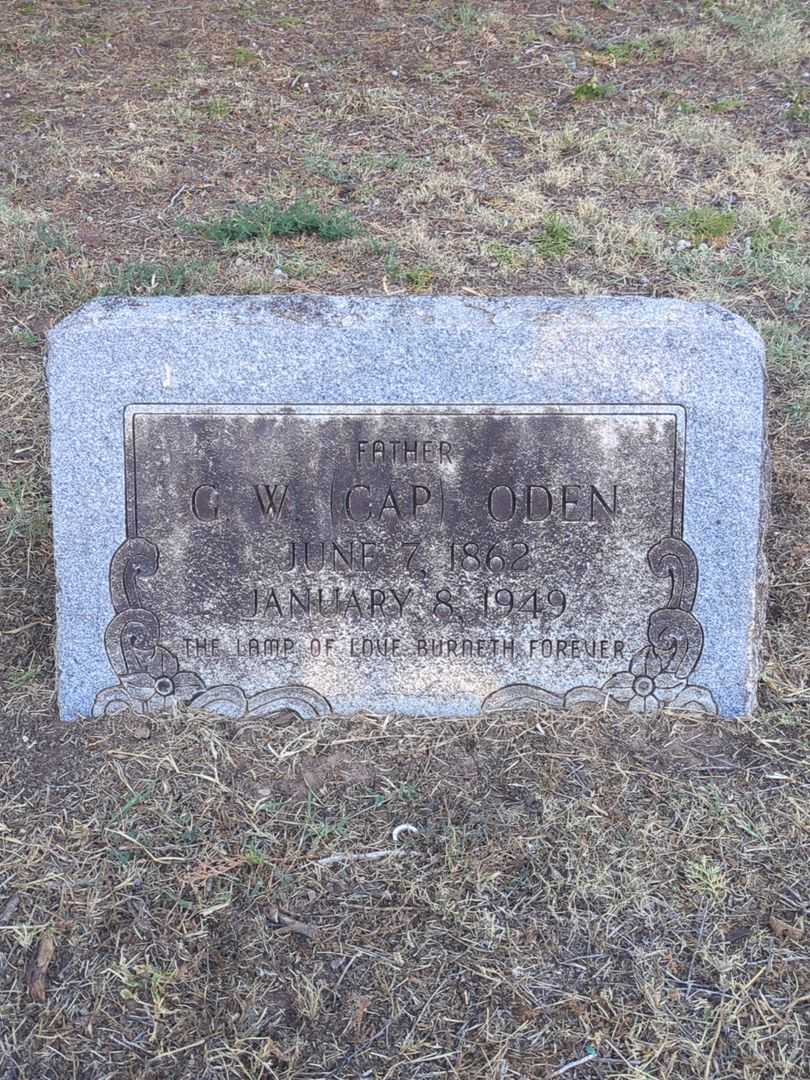 FATHER
G. W. (CAP) ODEN
JUNE 7, 1862
JANUARY 8, 1949
THE LAMP OF LOVE BURNETH FOREVER